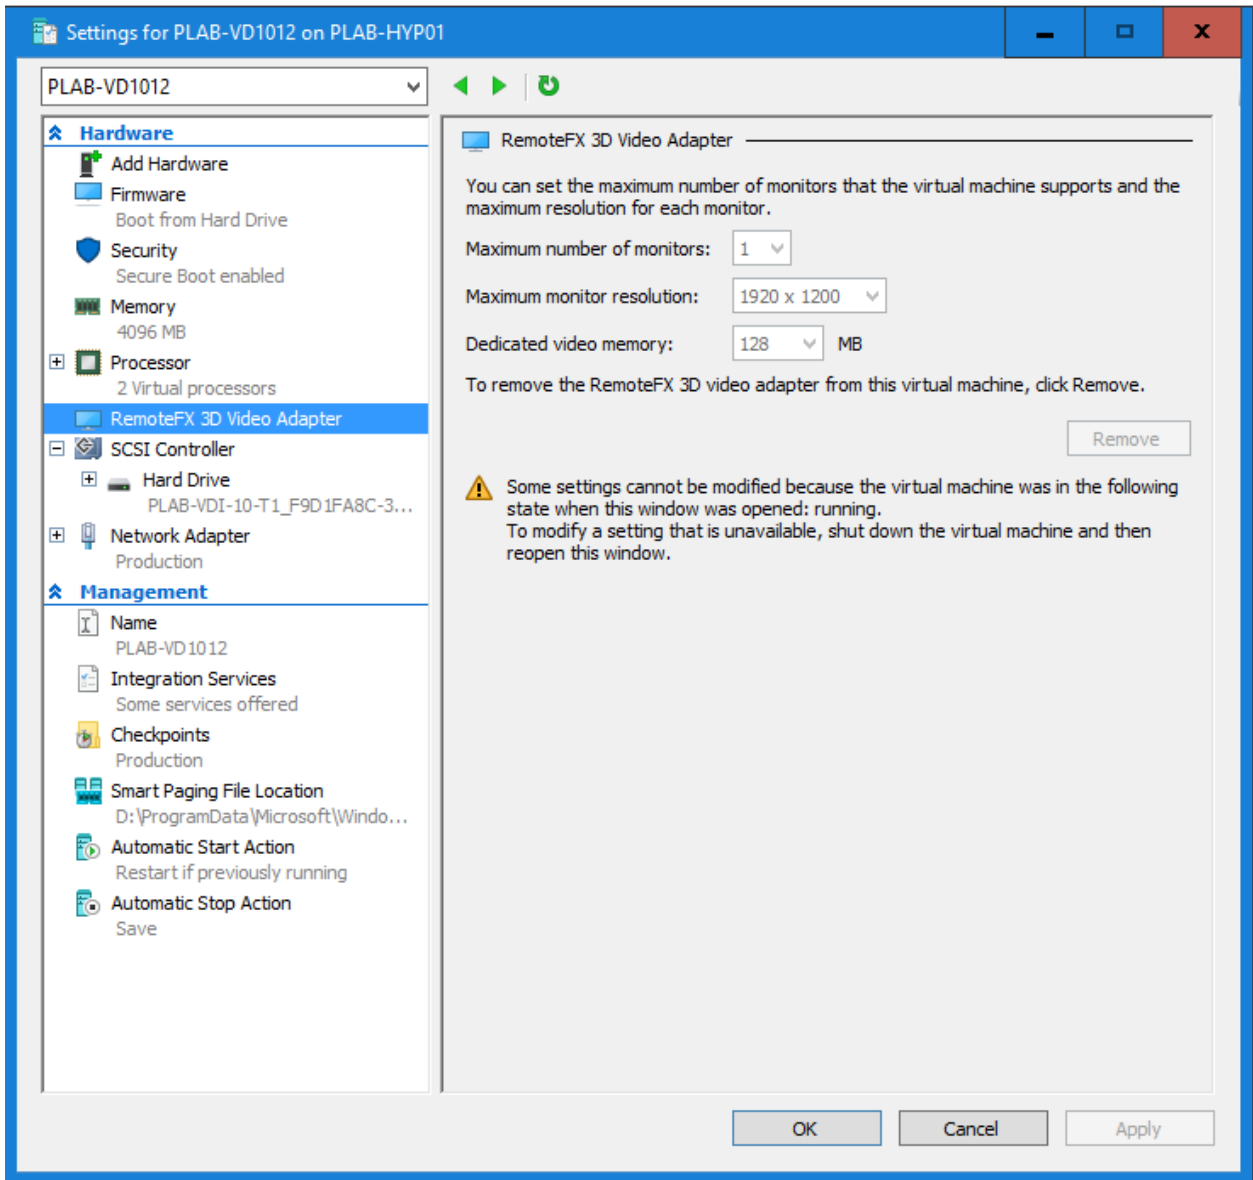 Settings for PLAB-VD1012 on PLAB-HYP01
PLAB-VD1012
Hardware
Add Hardware
Firmware
Boot from Hard Drive
Security
Secure Boot enabled
Memory
4096 MB
Processor
2 Virtual processors
RemoteFX 3D Video Adapter
SCSI Controller
Hard Drive
PLAB-VDI-10-T1_F9D1FA8C-3...
Network Adapter
Production
Management
Name
PLAB-VD1012
Integration Services
Some services offered
Checkpoints
Production
Smart Paging File Location
D:\ProgramData\Microsoft\Windo...
Automatic Start Action
Restart if previously running
Automatic Stop Action
Save
RemoteFX 3D Video Adapter
You can set the maximum number of monitors that the virtual machine supports and the
maximum resolution for each monitor.
Maximum number of monitors: 1
Maximum monitor resolution: 1920 x 1200
Dedicated video memory: 128 MB
To remove the RemoteFX 3D video adapter from this virtual machine, click Remove.
Remove
Some settings cannot be modified because the virtual machine was in the following
state when this window was opened: running.
To modify a setting that is unavailable, shut down the virtual machine and then
reopen this window.
OK Cancel Apply